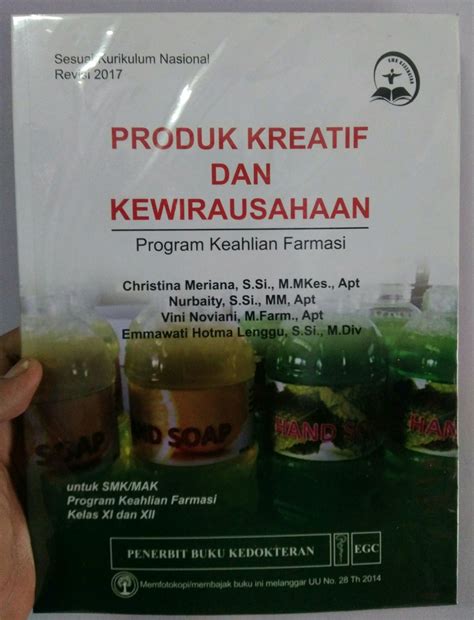 Sesuai Kurikulum Nasional
Revisi 2017
SMK KESEHATAN
PRODUK KREATIF
DAN
KEWIRAUSAHAAN
Program Keahlian Farmasi
Christina Meriana, S.Si., M.MKes., Apt
Nurbaity, S.Si., MM, Apt
Vini Noviani, M.Farm., Apt
Emmawati Hotma Lenggu, S.Si., M.Div
ND SOAP
HAND SOAP
HAND S
untuk SMK/MAK
Program Keahlian Farmasi
Kelas XI dan XII
PENERBIT BUKU KEDOKTERAN
EGC
Memfotokopi/membajak buku ini melanggar UU No. 28 Th 2014